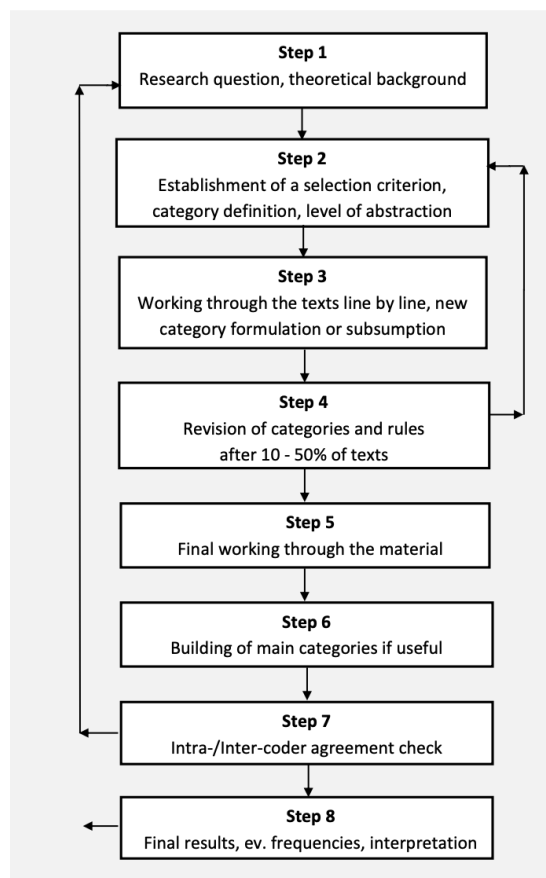 Step 1
Research question, theoretical background
Step 2
Establishment of a selection criterion,
category definition, level of abstraction
Step 3
Working through the texts line by line, new
category formulation or subsumption
Step 4
Revision of categories and rules
after 10 - 50% of texts
Step 5
Final working through the material
Step 6
Building of main categories if useful
Step 7
Intra-/Inter-coder agreement check
Step 8
Final results, ev. frequencies, interpretation